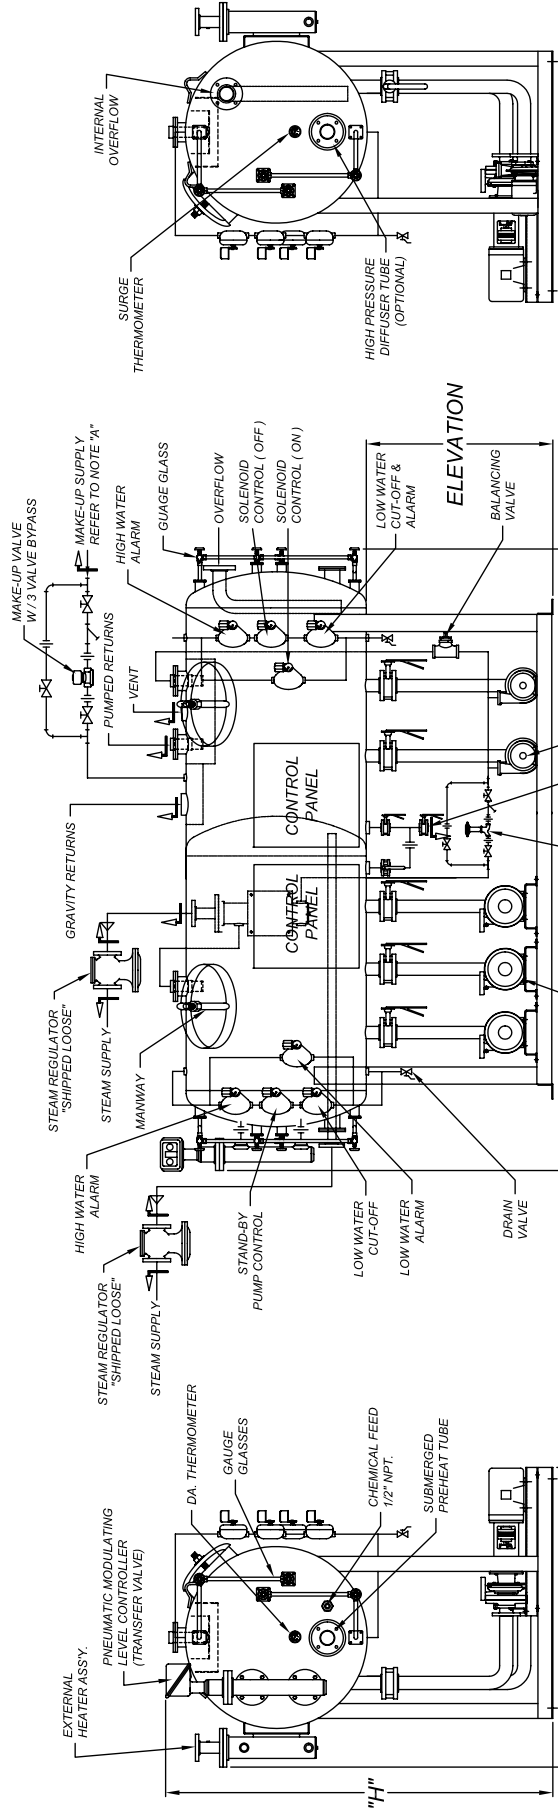 EXTERNAL
HEATER ASS'Y.
PNEUMATIC MODULATING
LEVEL CONTROLLER
(TRANSFER VALVE)
DA. THERMOMETER
GAUGE
GLASSES
CHEMICAL FEED
1/2" NPT.
SUBMERGED
PREHEAT TUBE
"H"
STEAM REGULATOR
"SHIPPED LOOSE"
STEAM SUPPLY
HIGH WATER
ALARM
STEAM REGULATOR
"SHIPPED LOOSE"
STEAM SUPPLY
MANWAY
STAND-BY
PUMP CONTROL
LOW WATER
CUT-OFF
LOW WATER
ALARM
DRAIN
VALVE
GRAVITY RETURNS
CONTROL
PANEL
CONTROL
PANEL
MAKE-UP VALVE
W / 3 VALVE BYPASS
MAKE-UP SUPPLY
REFER TO NOTE "A"
PUMPED RETURNS
VENT
HIGH WATER
ALARM
GUAGE GLASS
OVERFLOW
SOLENOID
CONTROL ( OFF )
SOLENOID
CONTROL ( ON )
LOW WATER
CUT-OFF &
ALARM
ELEVATION
BALANCING
VALVE
INTERNAL
OVERFLOW
SURGE
THERMOMETER
HIGH PRESSURE
DIFFUSER TUBE
(OPTIONAL)